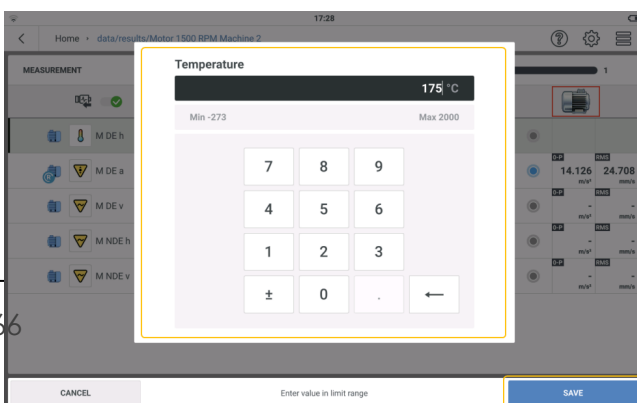 17:28
Home › data/results/Motor 1500 RPM Machine 2
MEASUREMENT
1
Temperature
175 °C
Min -273
Max 2000
7 8 9
4 5 6
1 2 3
± 0 . ←
M DE h
M DE a
0-P RMS
14.126 24.708
m/s² mm/s
M DE v
0-P RMS
- -
m/s² mm/s
M NDE h
0-P RMS
- -
m/s² mm/s
M NDE v
0-P RMS
- -
m/s² mm/s
CANCEL
Enter value in limit range
SAVE